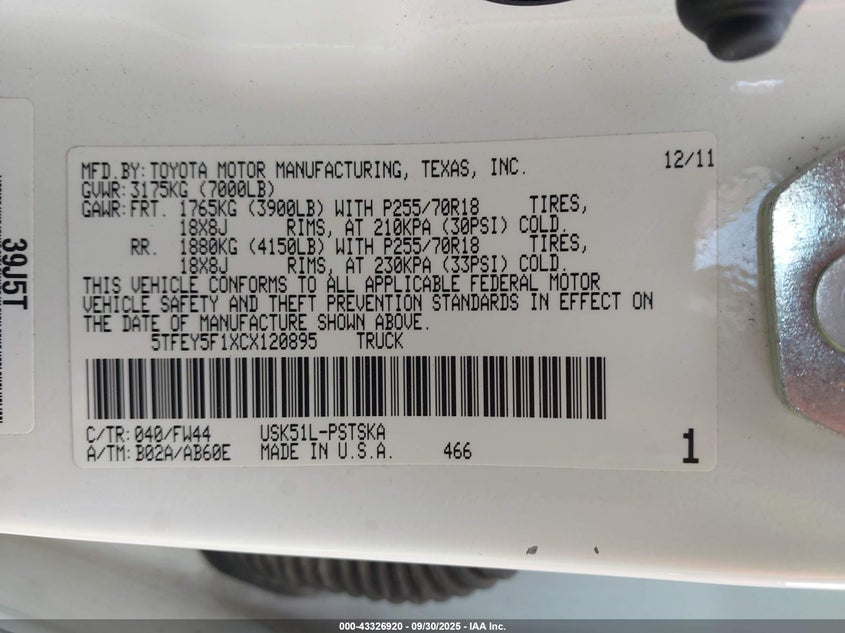 MFD.BY:TOYOTA MOTOR MANUFACTURING, TEXAS, INC. 12/11
GVWR:3175KG (7000LB)
GAWR:FRT. 1765KG (3900LB) WITH P255/70R18 TIRES,
18X8J RIMS, AT 210KPA (30PSI) COLD.
RR. 1880KG (4150LB) WITH P255/70R18 TIRES,
18X8J RIMS, AT 230KPA (33PSI) COLD.
THIS VEHICLE CONFORMS TO ALL APPLICABLE FEDERAL MOTOR
VEHICLE SAFETY AND THEFT PREVENTION STANDARDS IN EFFECT ON
THE DATE OF MANUFACTURE SHOWN ABOVE.
5TFEY5F1XCX120895 TRUCK
C/TR:040/FW44 USK51L-PSTSKA
A/TM:B02A/AB60E MADE IN U.S.A. 466 1
39J5T
000-43326920 - 09/30/2025 - IAA Inc.